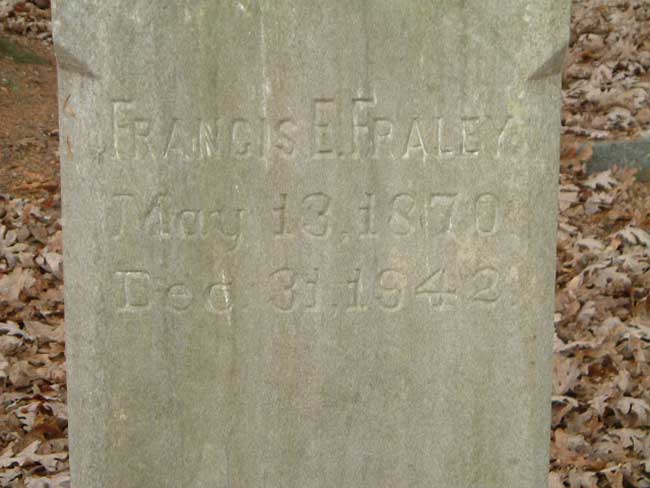 FRANCIS E. FRALEY
May 13, 1870
Dec. 31, 1942